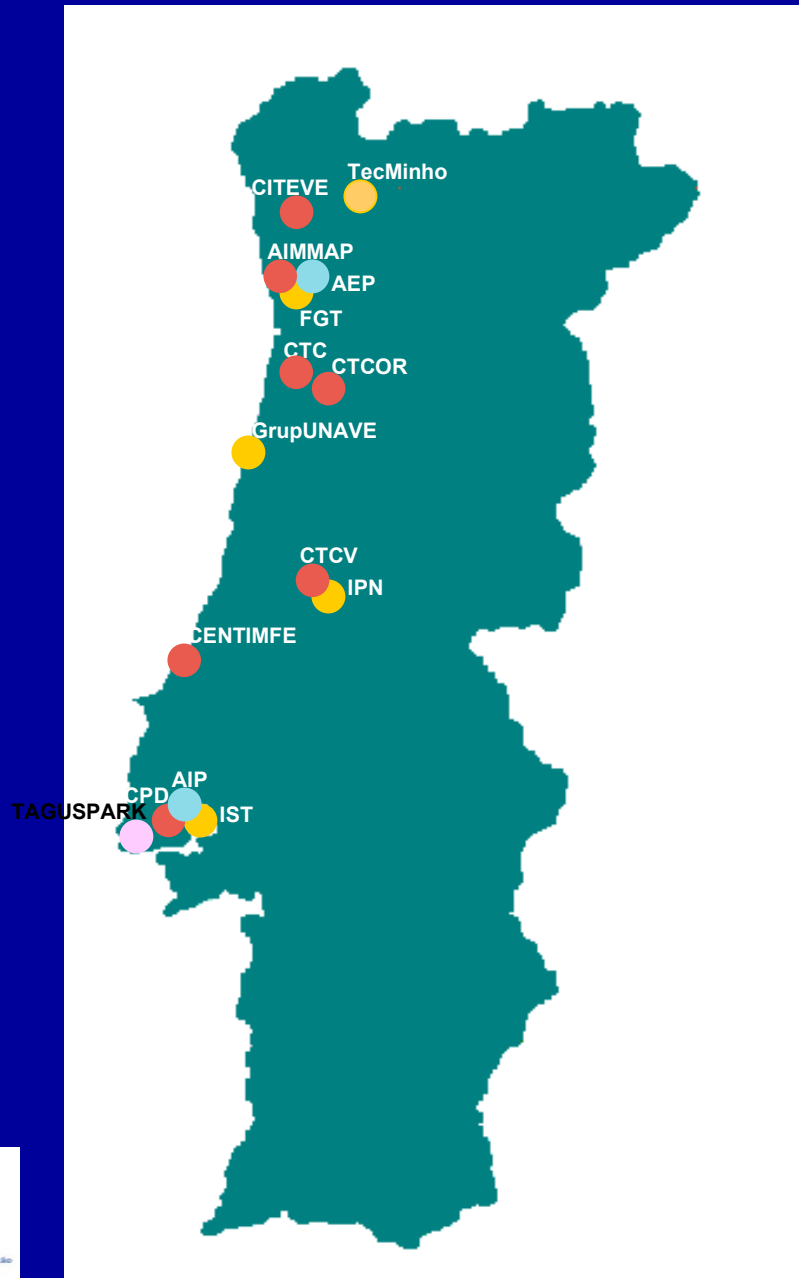 TecMinho
CITEVE
AIMMAP
AEP
FGT
CTC
CTCOR
GrupUNAVE
CTCV
IPN
CENTIMFE
AIP
CPD
TAGUSPARK
IST